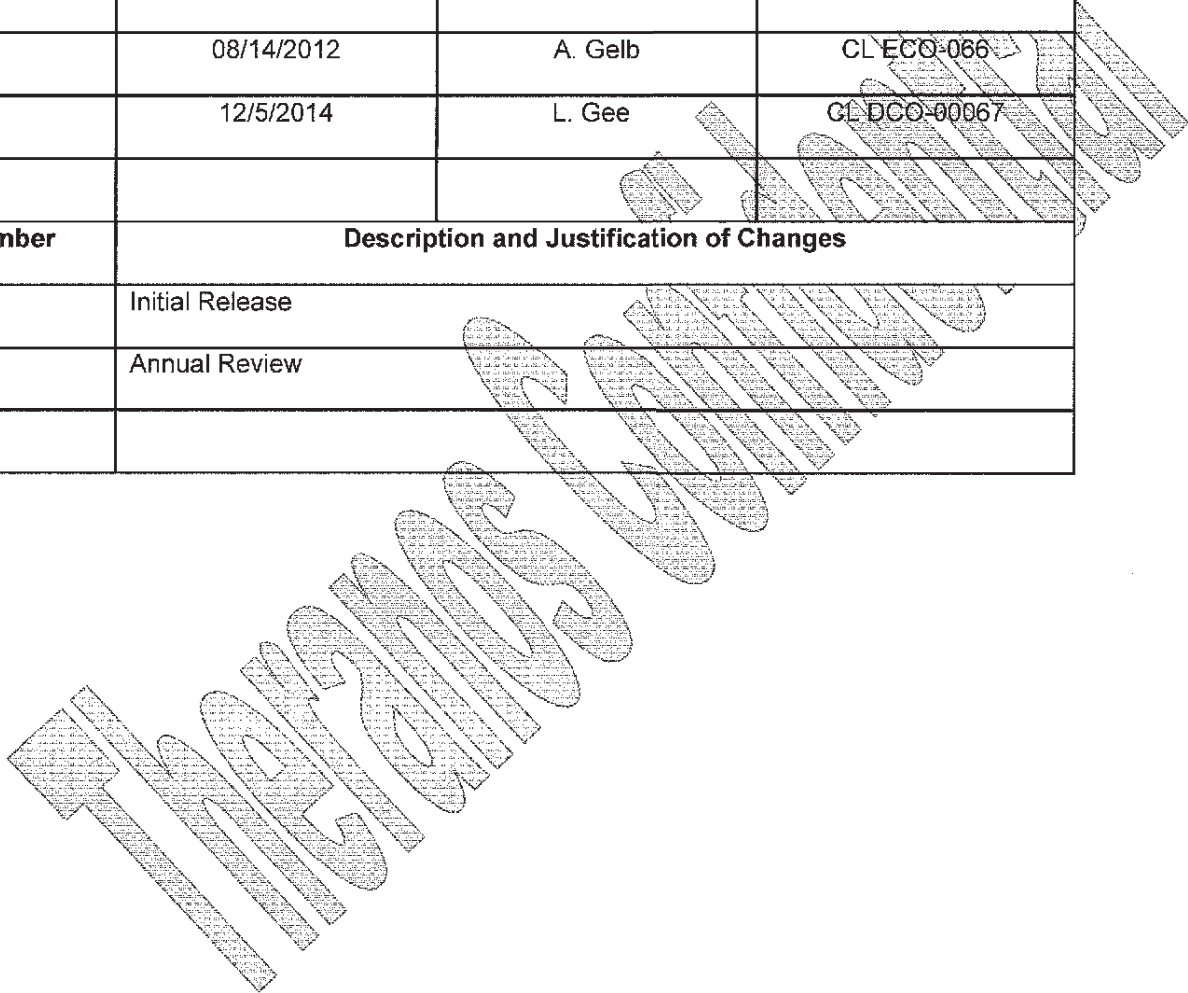 08/14/2012 A. Gelb CL ECO-066
12/5/2014 L. Gee CL DCO-00067
nber Description and Justification of Changes
Initial Release
Annual Review
Theranos Confidential